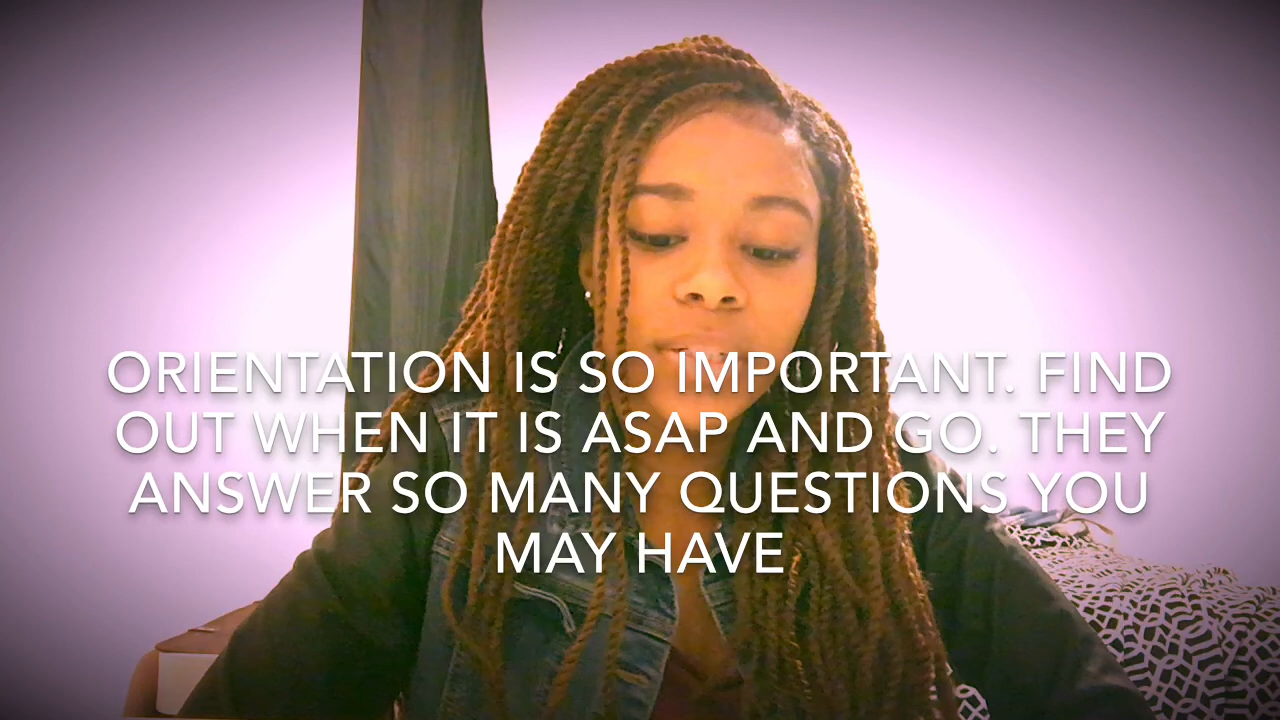 ORIENTATION IS SO IMPORTANT. FIND
OUT WHEN IT IS ASAP AND GO. THEY
ANSWER SO MANY QUESTIONS YOU
MAY HAVE